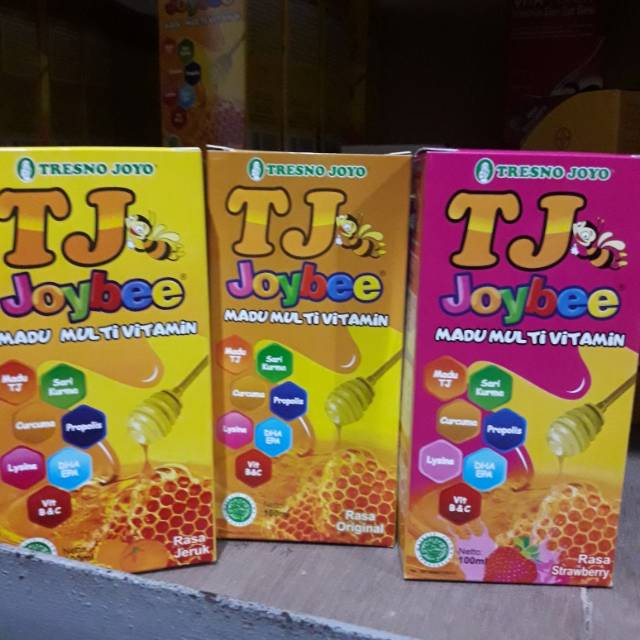 TRESNO JOYO
TJ
Joybee®
MADU MULTI VITAMIN
Madu
TJ
Sari
Kurma
Curcuma
Propolis
Lysine
DHA
EPA
Vit
B&C
Rasa
Jeruk
TRESNO JOYO
TJ
Joybee®
MADU MULTI VITAMIN
Madu
TJ
Sari
Kurma
Curcuma
Propolis
Lysine
DHA
EPA
Vit
B&C
Rasa
Original
TRESNO JOYO
TJ
Joybee®
MADU MULTI VITAMIN
Madu
TJ
Sari
Kurma
Curcuma
Propolis
Lysine
DHA
EPA
Vit
B&C
Netto
100ml
Rasa
Strawberry